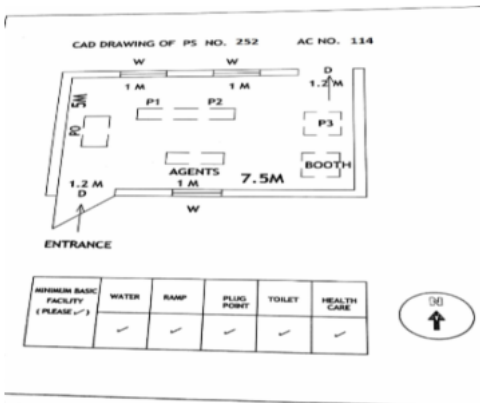 CAD DRAWING OF PS NO. 252 AC NO. 114
W W D
1 M 1 M 1.2 M
5M
P1 P2
P3
PO
AGENTS
BOOTH
1.2 M 1 M 7.5M
D
W
ENTRANCE
MINIMUM BASIC FACILITY (PLEASE ✓) WATER RAMP PLUG POINT TOILET HEALTH CARE
✓ ✓ ✓ ✓ ✓
N